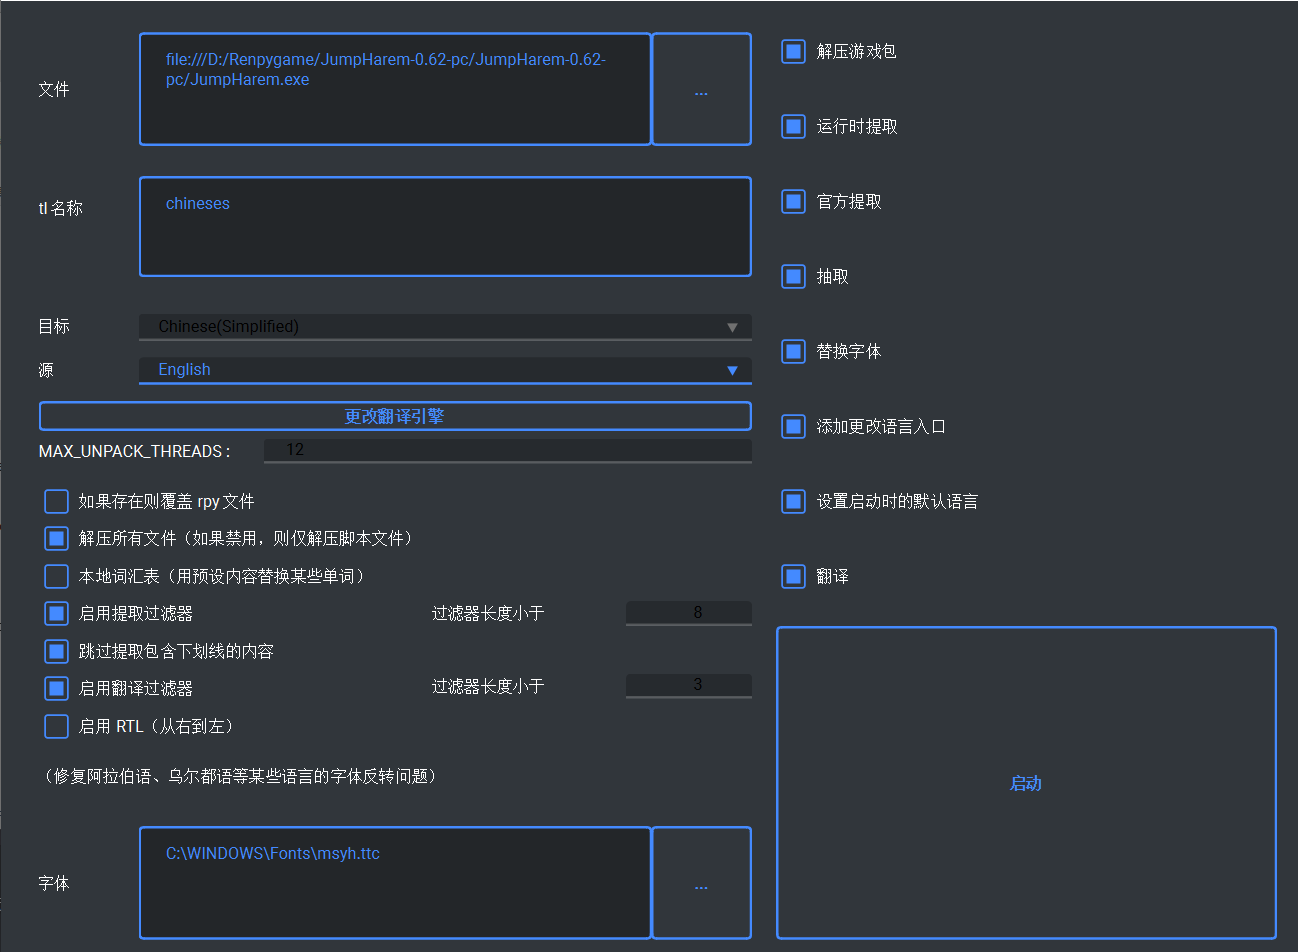 文件
file:///D:/Renpygame/JumpHarem-0.62-pc/JumpHarem-0.62-
pc/JumpHarem.exe
...
tl 名称
chineses
目标
Chinese(Simplified)
源
English
更改翻译引擎
MAX_UNPACK_THREADS :
12
如果存在则覆盖 rpy 文件
解压所有文件（如果禁用，则仅解压脚本文件）
本地词汇表（用预设内容替换某些单词）
启用提取过滤器
过滤器长度小于
8
跳过提取包含下划线的内容
启用翻译过滤器
过滤器长度小于
3
启用 RTL（从右到左）
（修复阿拉伯语、乌尔都语等某些语言的字体反转问题）
字体
C:\WINDOWS\Fonts\msyh.ttc
...
解压游戏包
运行时提取
官方提取
抽取
替换字体
添加更改语言入口
设置启动时的默认语言
翻译
启动